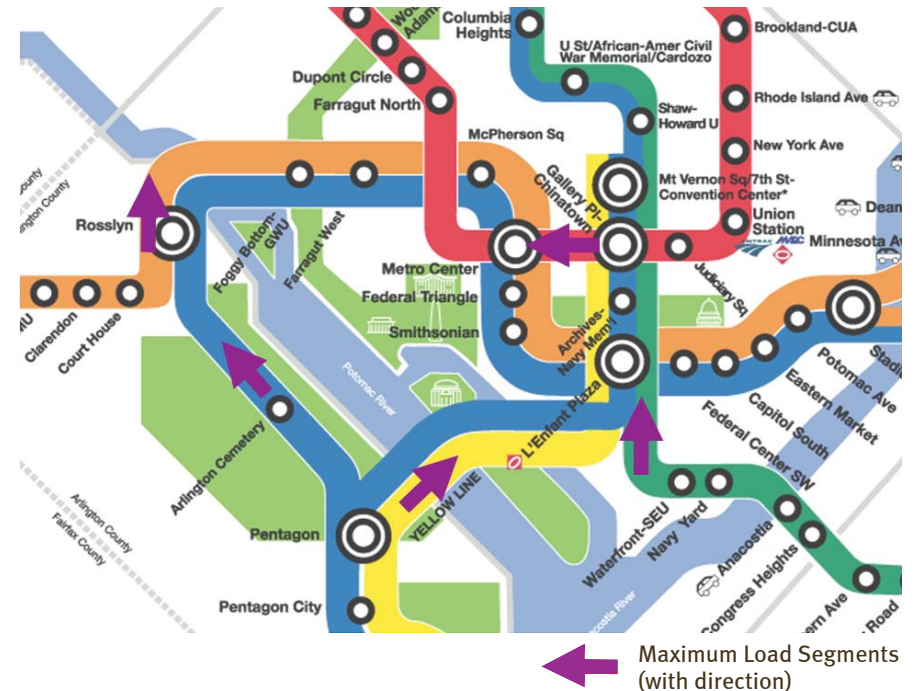 Columbia
Heights
Brookland-CUA
U St/African-Amer Civil
War Memorial/Cardozo
Dupont Circle
Rhode Island Ave
Farragut North
Shaw-
Howard U
McPherson Sq
New York Ave
Gallery Pl-
Chinatown
Mt Vernon Sq/7th St-
Convention Center*
Union
Station
Rosslyn
Foggy Bottom-
GWU
Farragut West
Minnesota
Metro Center
Judiciary Sq
Federal Triangle
Clarendon
Court House
Smithsonian
Archives-
Navy Mem'l
Potomac River
Potomac Ave
Eastern Market
Capitol South
Federal Center SW
L'Enfant Plaza
Arlington Cemetery
YELLOW LINE
Arlington County
Fairfax County
Pentagon
Waterfront-SEU
Navy Yard
Anacostia
Congress Heights
Pentagon City
Road
Maximum Load Segments
(with direction)